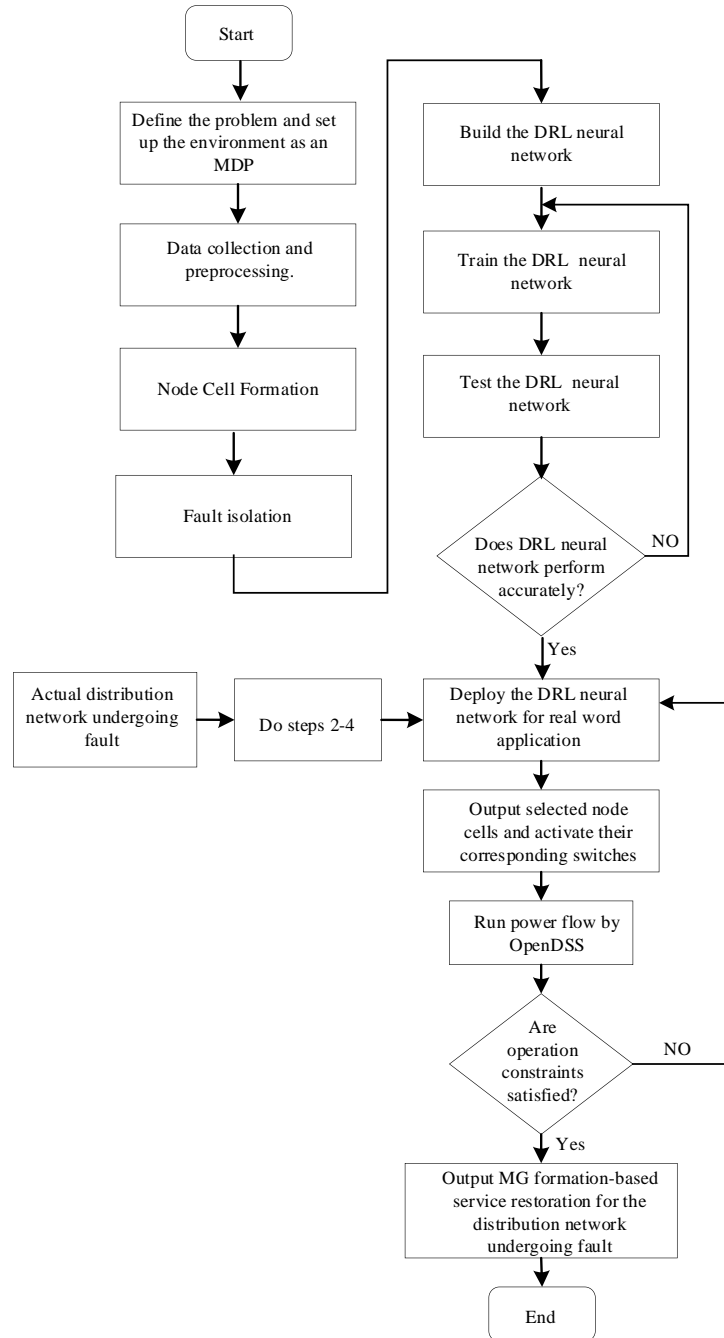 Start
Define the problem and set
up the environment as an
MDP
Data collection and
preprocessing.
Node Cell Formation
Fault isolation
Build the DRL neural
network
Train the DRL neural
network
Test the DRL neural
network
Does DRL neural
network perform
accurately?
NO
Yes
Actual distribution
network undergoing
fault
Do steps 2-4
Deploy the DRL neural
network for real word
application
Output selected node
cells and activate their
corresponding switches
Run power flow by
OpenDSS
Are
operation
constraints
satisfied?
NO
Yes
Output MG formation-based
service restoration for the
distribution network
undergoing fault
End